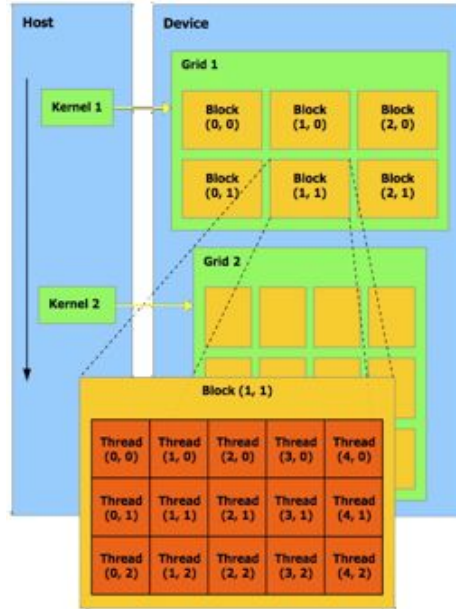 Host
Device
Grid 1
Kernel 1
Block
(0, 0)
Block
(1, 0)
Block
(2, 0)
Block
(0, 1)
Block
(1, 1)
Block
(2, 1)
Grid 2
Kernel 2
Block (1, 1)
Thread
(0, 0)
Thread
(1, 0)
Thread
(2, 0)
Thread
(3, 0)
Thread
(4, 0)
Thread
(0, 1)
Thread
(1, 1)
Thread
(2, 1)
Thread
(3, 1)
Thread
(4, 1)
Thread
(0, 2)
Thread
(1, 2)
Thread
(2, 2)
Thread
(3, 2)
Thread
(4, 2)